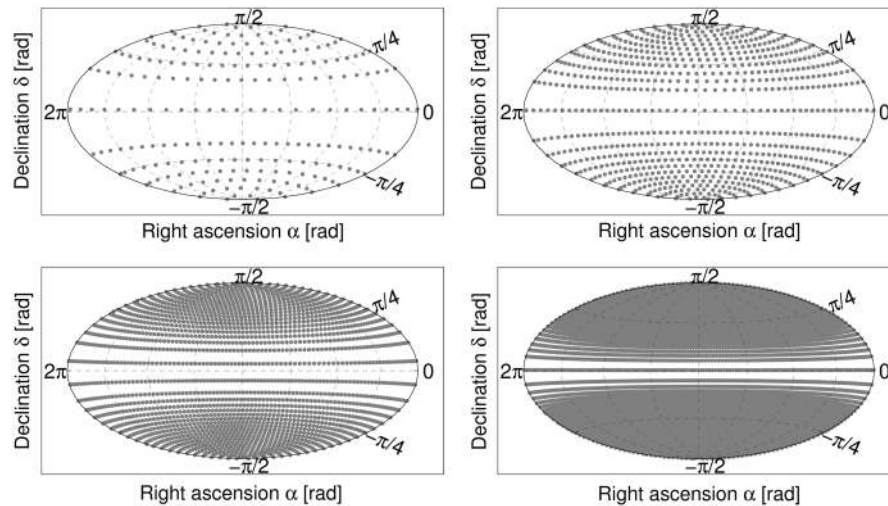 π/2
π/4
Declination δ [rad]
2π
0
−π/4
−π/2
Right ascension α [rad]
π/2
π/4
Declination δ [rad]
2π
0
−π/4
−π/2
Right ascension α [rad]
π/2
π/4
Declination δ [rad]
2π
0
−π/4
−π/2
Right ascension α [rad]
π/2
π/4
Declination δ [rad]
2π
0
−π/4
−π/2
Right ascension α [rad]